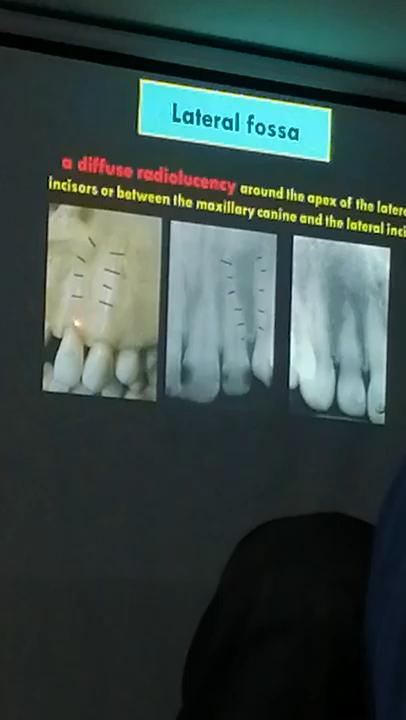 Lateral fossa
a diffuse radiolucency around the apex of the
incisors or between the maxillary canine and the lateral